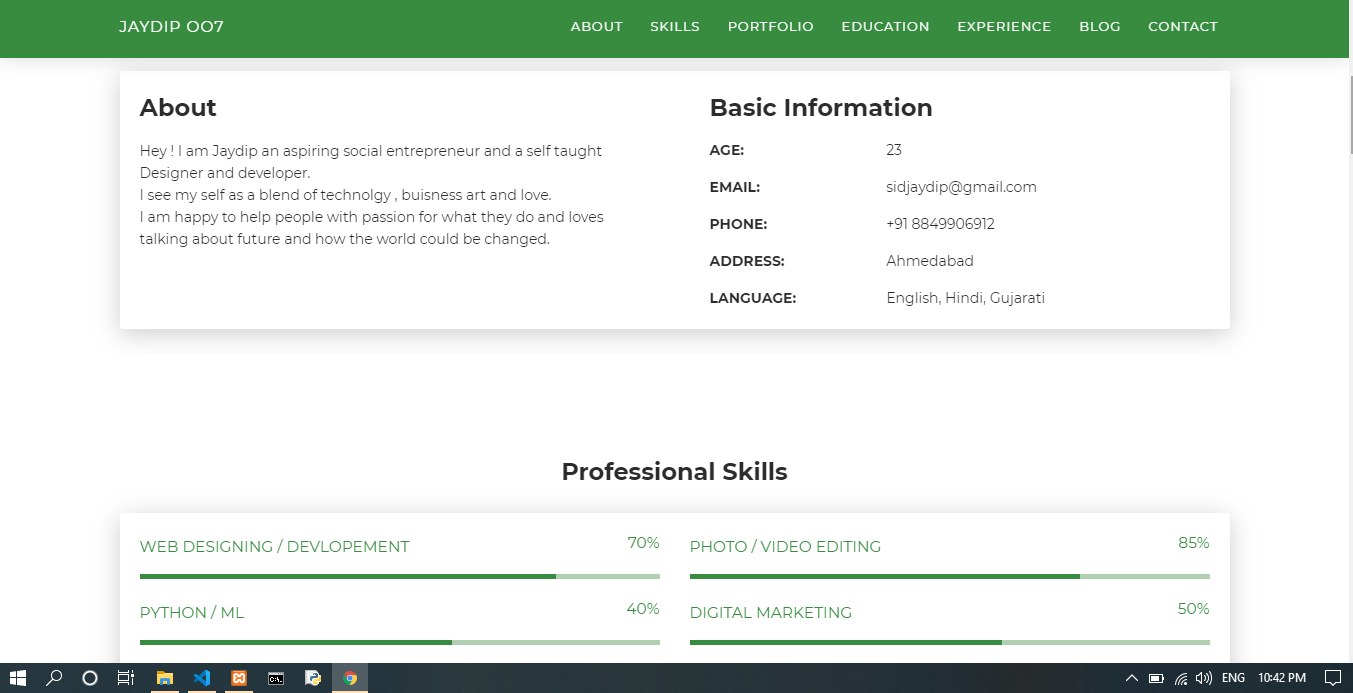 JAYDIP OO7
ABOUT SKILLS PORTFOLIO EDUCATION EXPERIENCE BLOG CONTACT
About
Hey ! I am Jaydip an aspiring social entrepreneur and a self taught
Designer and developer.
I see my self as a blend of technolgy , buisness art and love.
I am happy to help people with passion for what they do and loves
talking about future and how the world could be changed.
Basic Information
AGE: 23
EMAIL: sidjaydip@gmail.com
PHONE: +91 8849906912
ADDRESS: Ahmedabad
LANGUAGE: English, Hindi, Gujarati
Professional Skills
WEB DESIGNING / DEVLOPEMENT 70%
PHOTO / VIDEO EDITING 85%
PYTHON / ML 40%
DIGITAL MARKETING 50%
ENG 10:42 PM